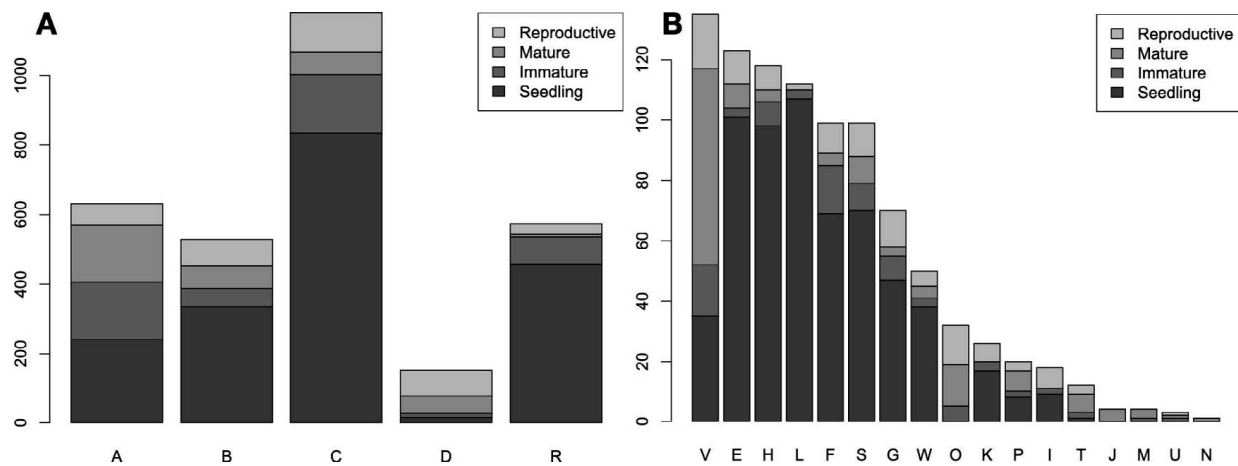 A
Reproductive
Mature
Immature
Seedling
1000
800
600
400
200
0
A B C D R
B
Reproductive
Mature
Immature
Seedling
120
100
80
60
40
20
0
V E H L F S G W O K P I T J M U N